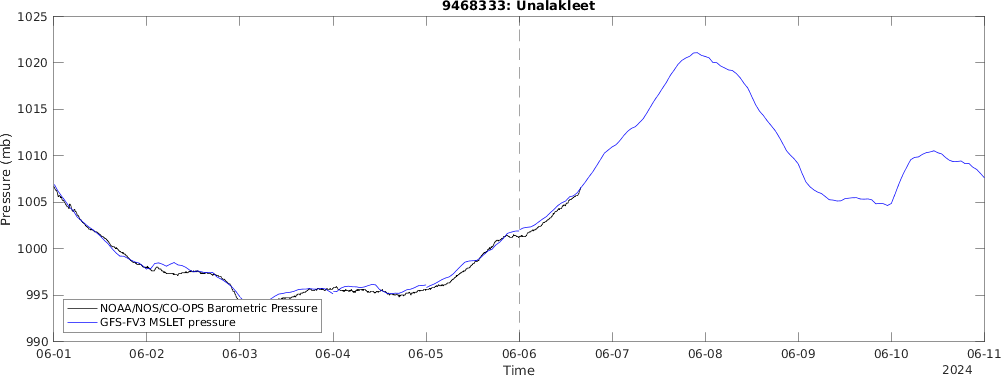 9468333: Unalakleet
1025
1020
1015
1010
1005
1000
995
990
Pressure (mb)
NOAA/NOS/CO-OPS Barometric Pressure
GFS-FV3 MSLET pressure
06-01 06-02 06-03 06-04 06-05 06-06 06-07 06-08 06-09 06-10 06-11
Time
2024